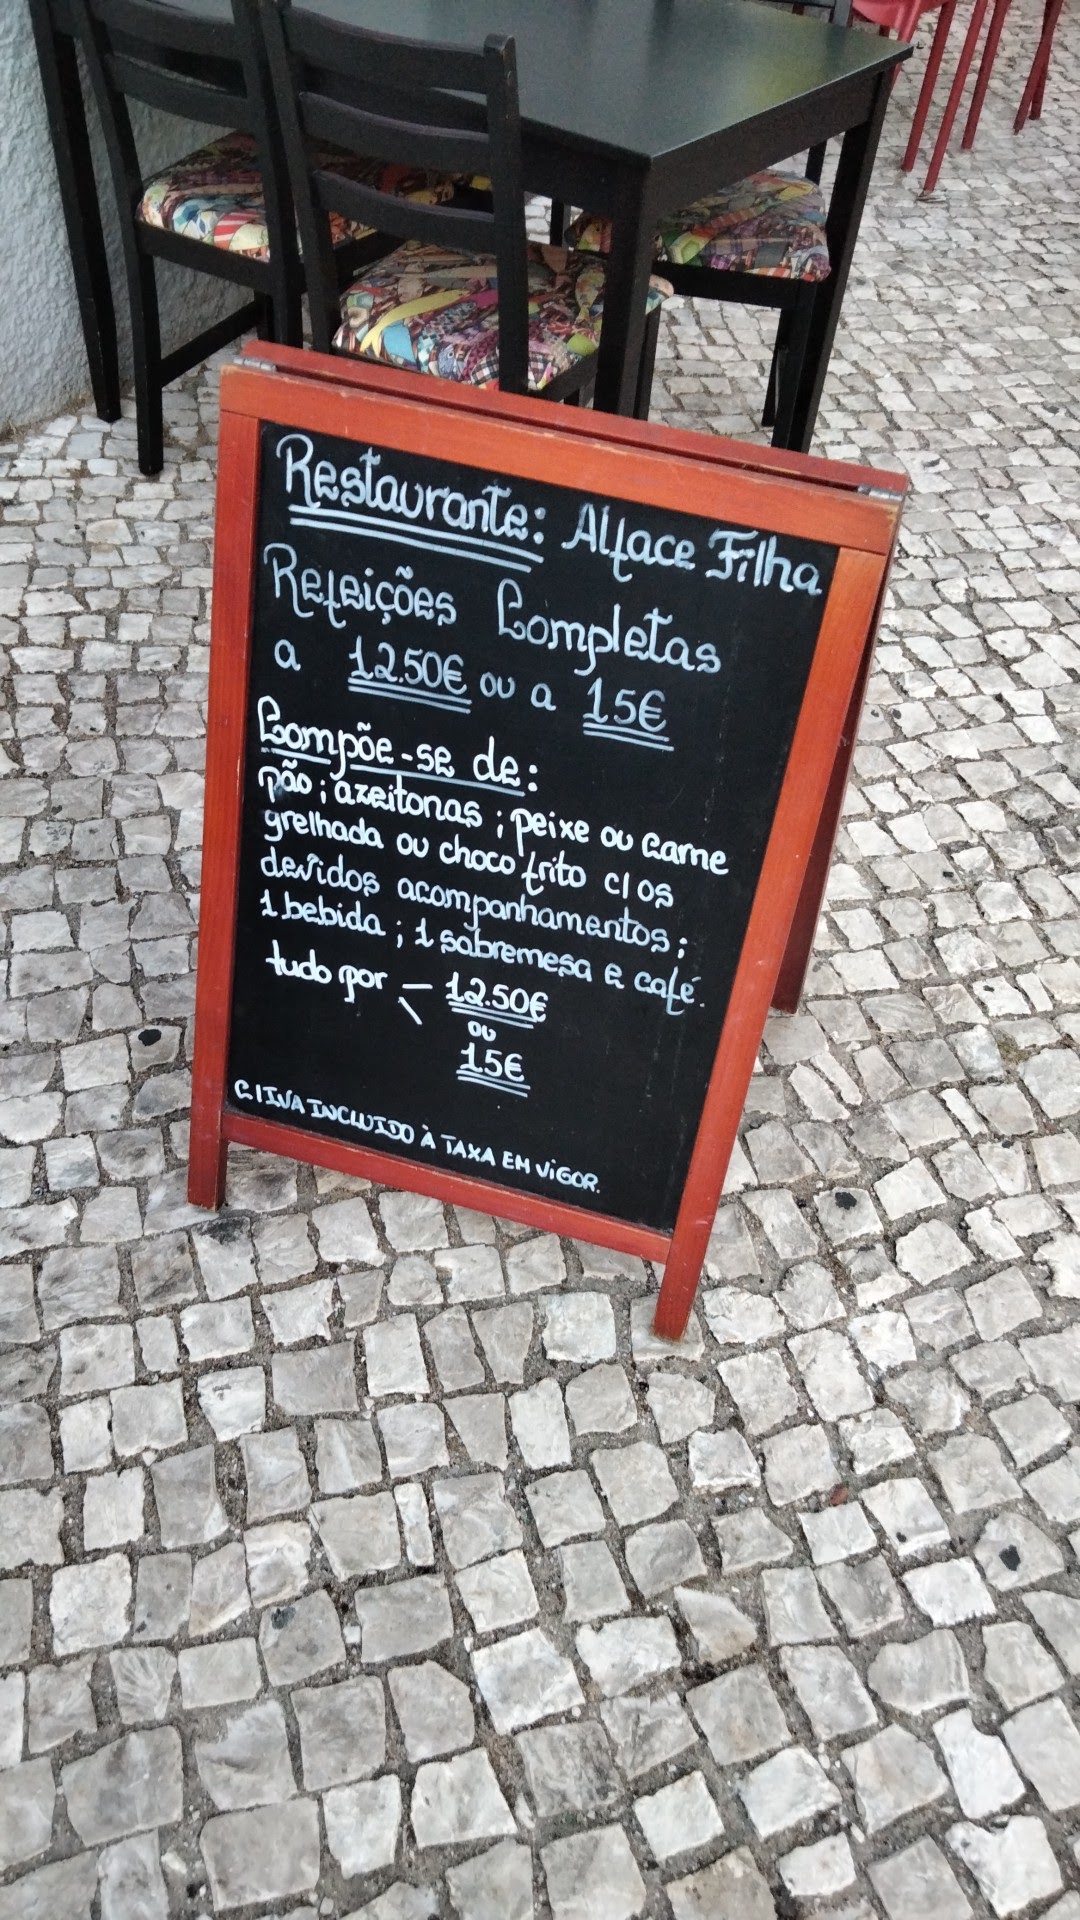 Restaurante: Alface Filha
Refeições Completas
a 12.50€ ou a 15€
Compõe-se de:
pão; azeitonas; peixe ou carne
grelhada ou choco frito c/ os
devidos acompanhamentos;
1 bebida; 1 sabremesa e café.
tudo por — 12.50€
\ ou
15€
C/ IVA INCLUIDO À TAXA EM VIGOR.